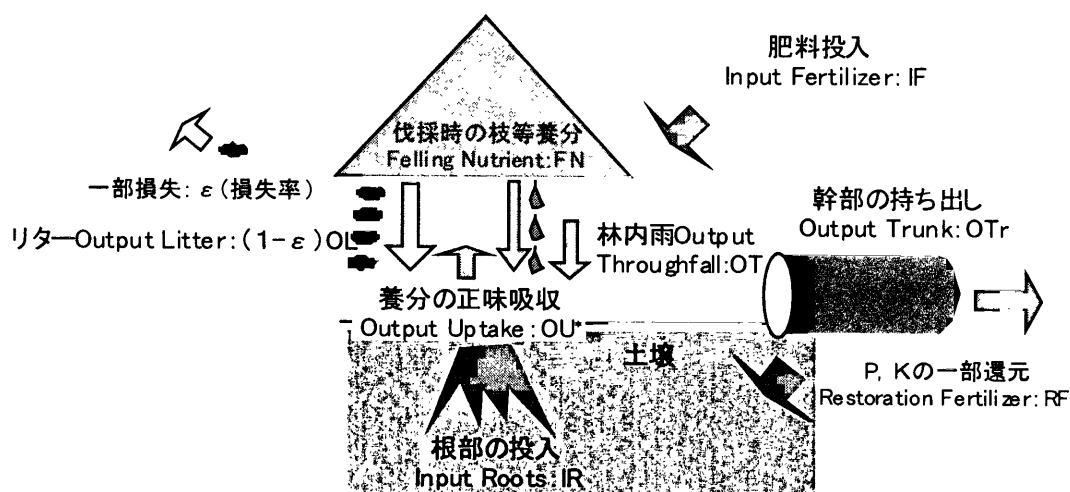 肥料投入
Input Fertilizer: IF
伐採時の枝等養分
Felling Nutrient: FN
一部損失: ε(損失率)
リターOutput Litter: (1-ε)OL
林内雨Output
Throughfall:OT
幹部の持ち出し
Output Trunk: OTr
養分の正味吸収
Output Uptake: OU*
土壌
P, Kの一部還元
Restoration Fertilizer: RF
根部の投入
Input Roots: IR